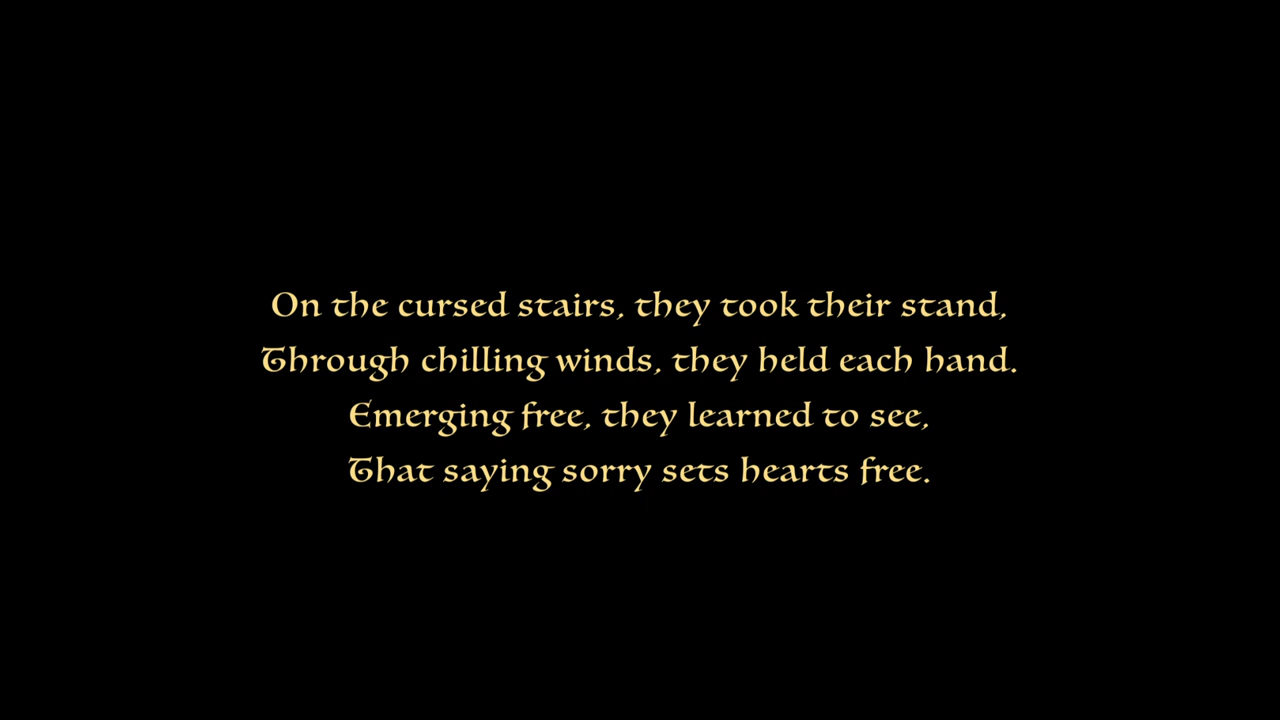 On the cursed stairs, they took their stand,
Through chilling winds, they held each hand.
Emerging free, they learned to see,
That saying sorry sets hearts free.